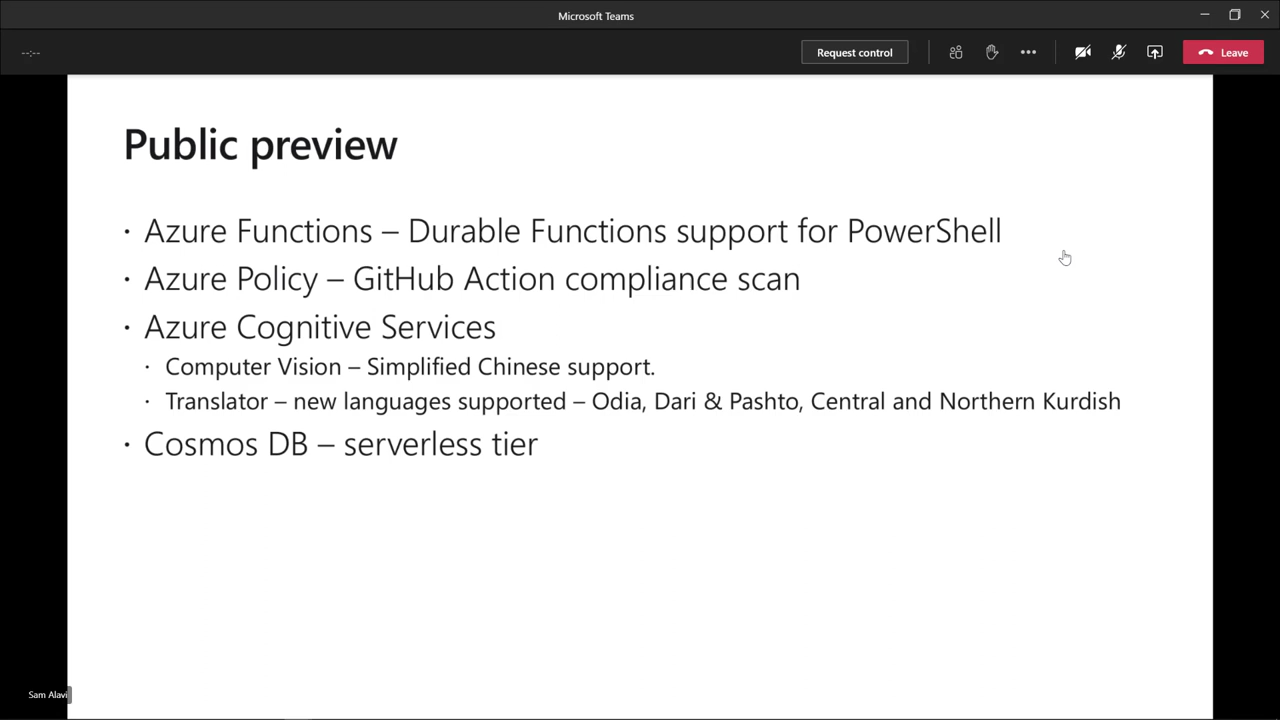 Microsoft Teams
--:--
Request control
Leave
Public preview
· Azure Functions – Durable Functions support for PowerShell
· Azure Policy – GitHub Action compliance scan
· Azure Cognitive Services
· Computer Vision – Simplified Chinese support.
· Translator – new languages supported – Odia, Dari & Pashto, Central and Northern Kurdish
· Cosmos DB – serverless tier
Sam Alavi